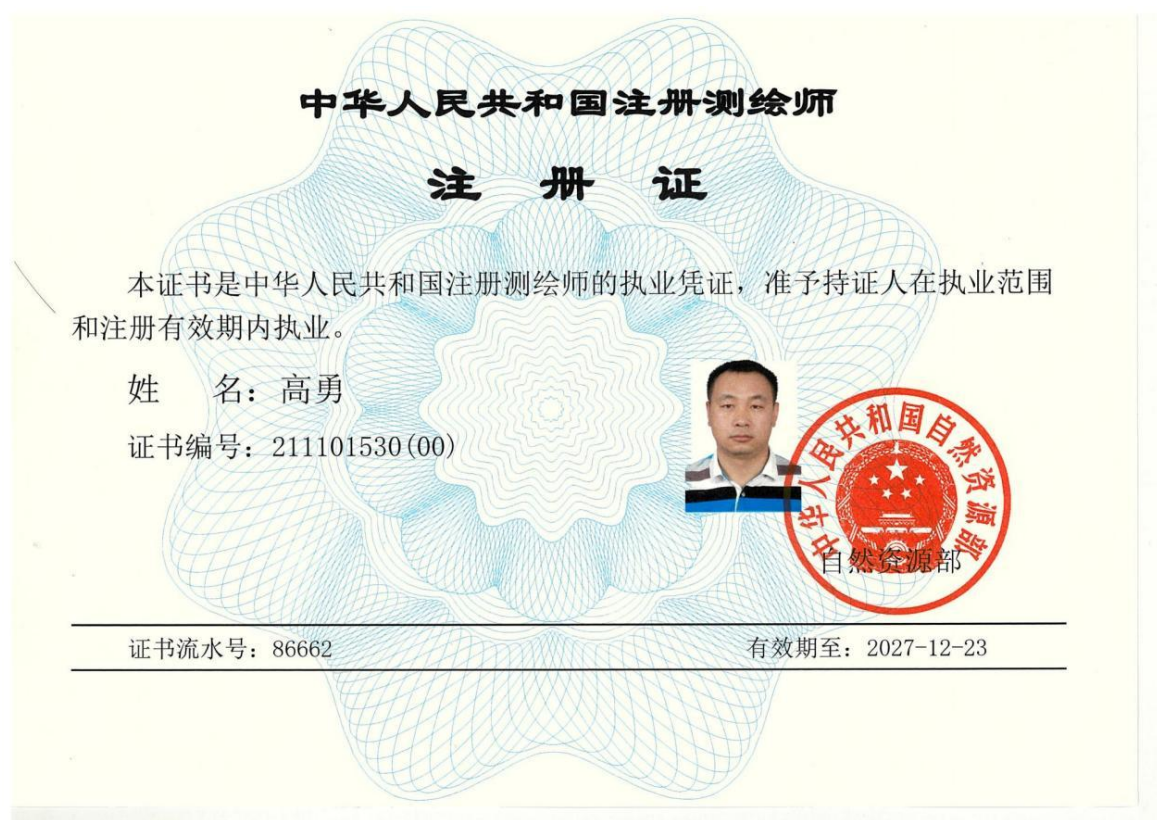 中华人民共和国注册测绘师
注 册 证
本证书是中华人民共和国注册测绘师的执业凭证，准予持证人在执业范围
和注册有效期内执业。
姓 名：高勇
证书编号：211101530(00)
中华人民共和国自然资源部
自然资源部
证书流水号：86662
有效期至：2027-12-23